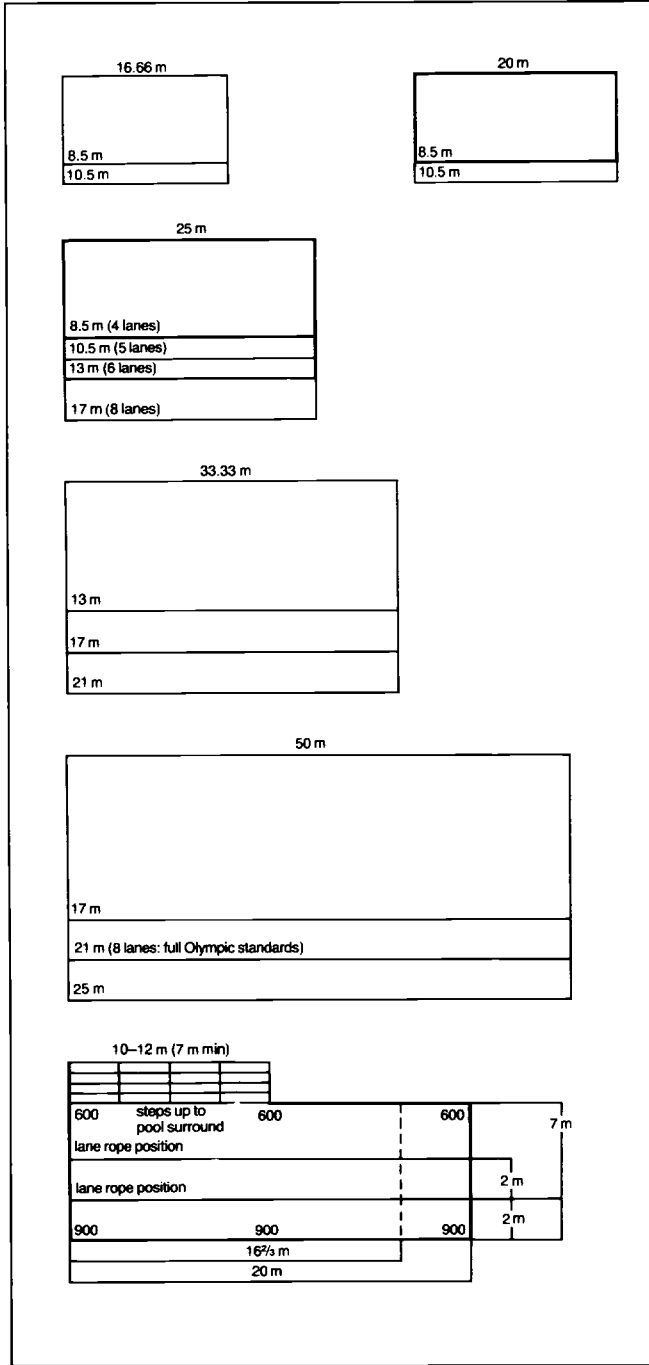 16.66 m
20 m
8.5 m
10.5 m
8.5 m
10.5 m
25 m
8.5 m (4 lanes)
10.5 m (5 lanes)
13 m (6 lanes)
17 m (8 lanes)
33.33 m
13 m
17 m
21 m
50 m
17 m
21 m (8 lanes: full Olympic standards)
25 m
10–12 m (7 m min)
600 steps up to 600 600
pool surround
7 m
lane rope position
lane rope position
2 m
2 m
900 900 900
16²/₃ m
20 m